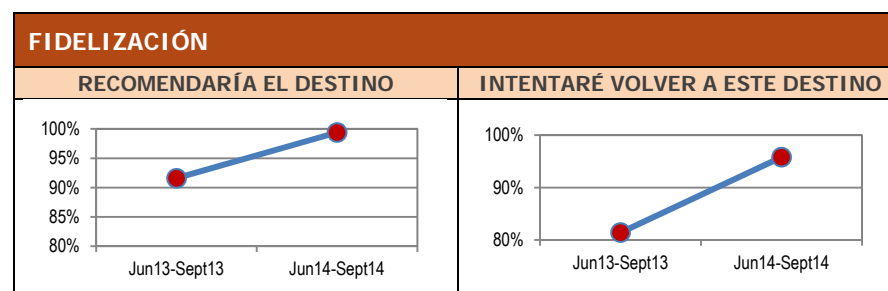 FIDELIZACIÓN
RECOMENDARÍA EL DESTINO
100%
95%
90%
85%
80%
Jun13-Sept13 Jun14-Sept14
INTENTARÉ VOLVER A ESTE DESTINO
100%
90%
80%
Jun13-Sept13 Jun14-Sept14